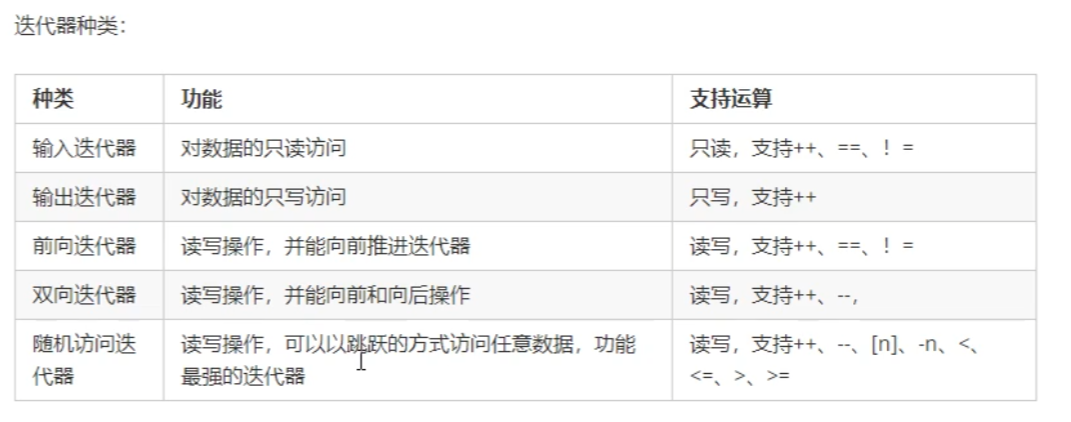 迭代器种类：
种类 功能 支持运算
输入迭代器 对数据的只读访问 只读，支持++、==、！=
输出迭代器 对数据的只写访问 只写，支持++
前向迭代器 读写操作，并能向前推进迭代器 读写，支持++、==、！=
双向迭代器 读写操作，并能向前和向后操作 读写，支持++、--，
随机访问迭 读写操作，可以以跳跃的方式访问任意数据，功能 读写，支持++、--、[n]、-n、<、
代器 最强的迭代器 <=、>、>=